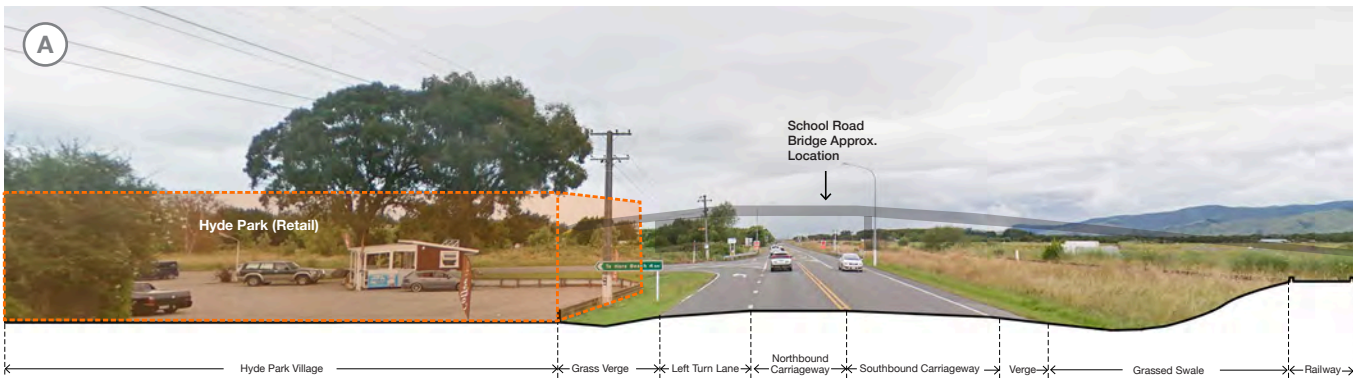 A
School Road
Bridge Approx.
Location
Hyde Park (Retail)
Hyde Park Village
Grass Verge
Left Turn Lane
Northbound
Carriageway
Southbound Carriageway
Verge
Grassed Swale
Railway